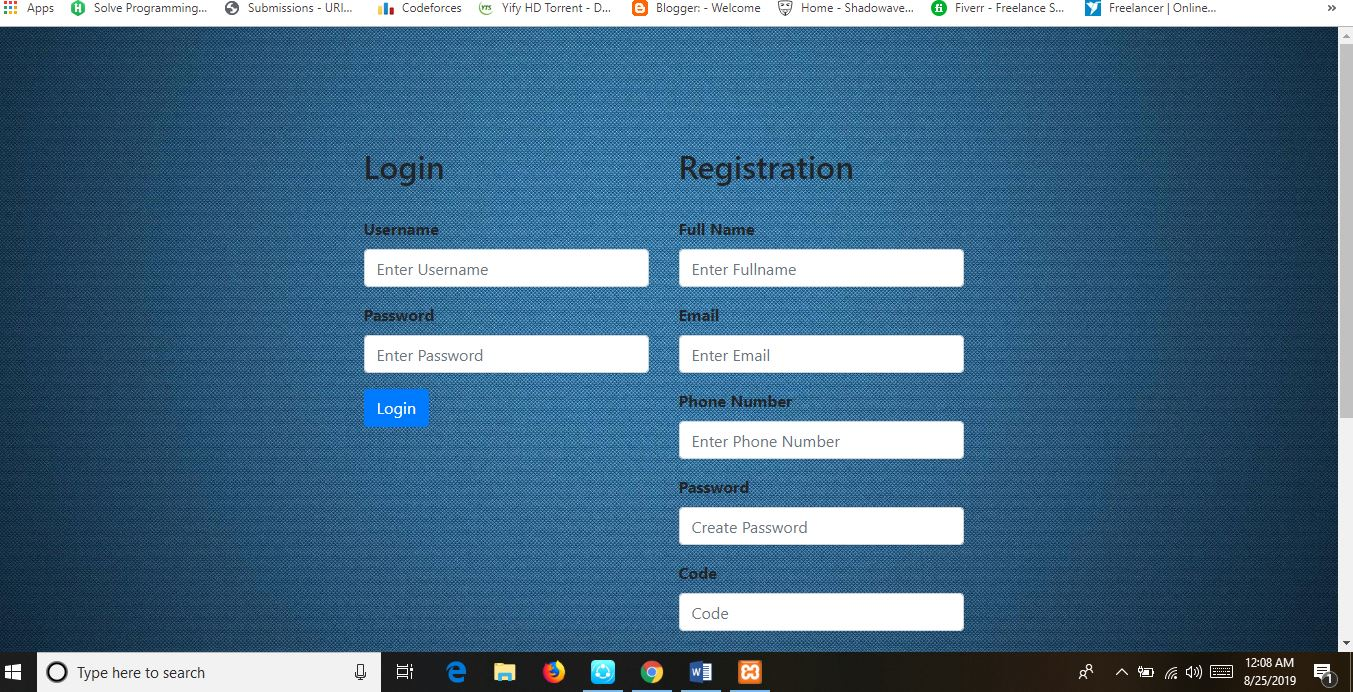 Apps Solve Programming... Submissions - URI... Codeforces Yify HD Torrent - D... Blogger: - Welcome Home - Shadowave... Fiverr - Freelance S... Freelancer | Online... »
Login
Username
Enter Username
Password
Enter Password
Login
Registration
Full Name
Enter Fullname
Email
Enter Email
Phone Number
Enter Phone Number
Password
Create Password
Code
Code
Type here to search
12:08 AM
8/25/2019
1